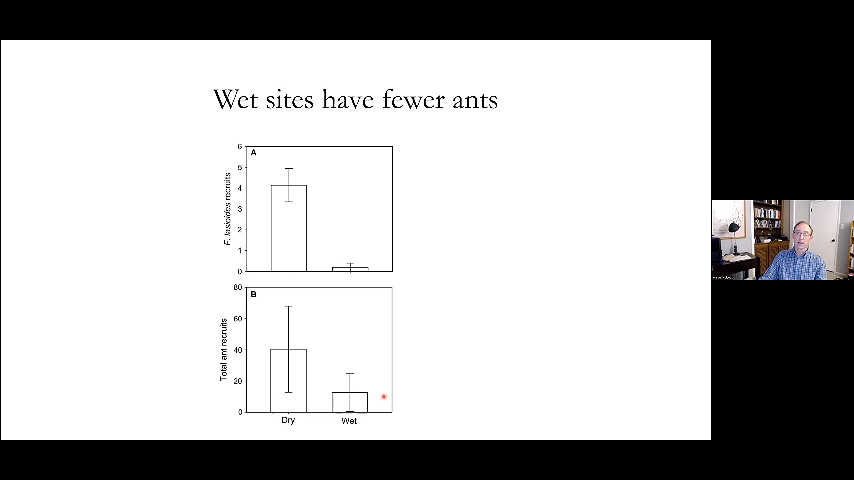 Wet sites have fewer ants
A
6
5
4
3
2
1
0
F. lasioides recruits
B
80
60
40
20
0
Total ant recruits
Dry
Wet